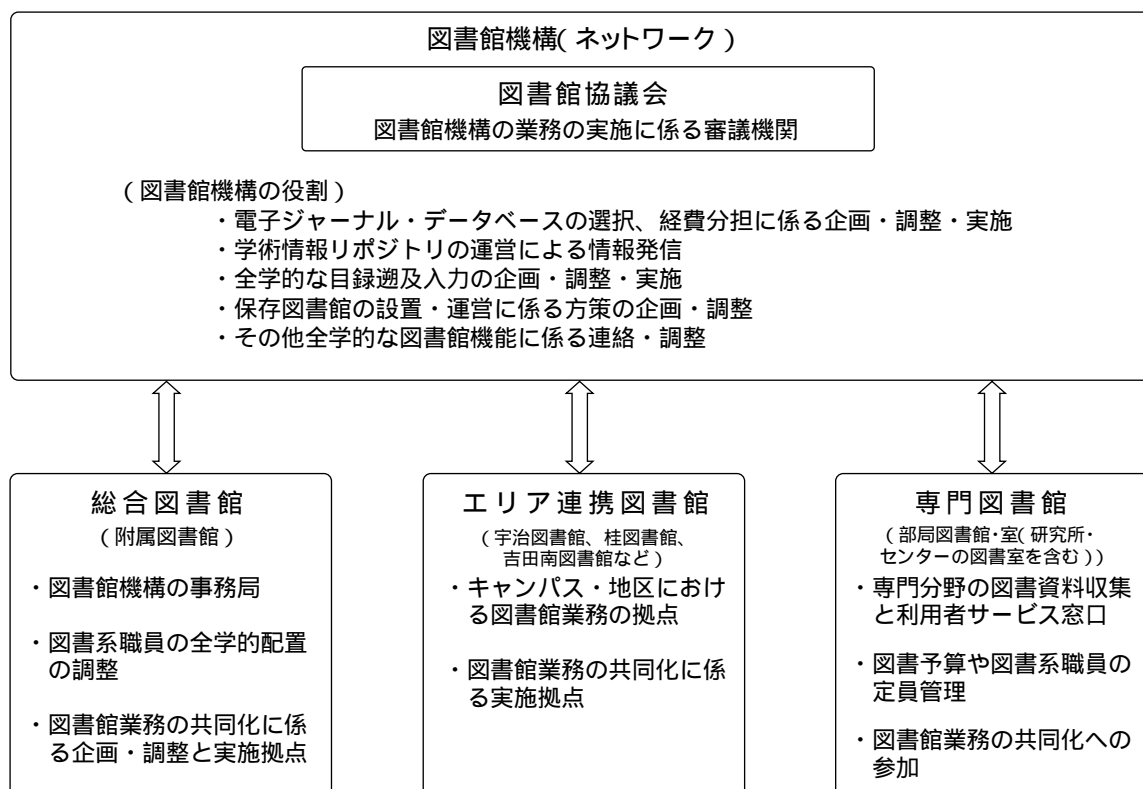 図書館機構(ネットワーク)
図書館協議会
図書館機構の業務の実施に係る審議機関
(図書館機構の役割)
・電子ジャーナル・データベースの選択、経費分担に係る企画・調整・実施
・学術情報リポジトリの運営による情報発信
・全学的な目録遡及入力の企画・調整・実施
・保存図書館の設置・運営に係る方策の企画・調整
・その他全学的な図書館機能に係る連絡・調整
総合図書館
(附属図書館)
・図書館機構の事務局
・図書系職員の全学的配置
の調整
・図書館業務の共同化に係
る企画・調整と実施拠点
エリア連携図書館
(宇治図書館、桂図書館、
吉田南図書館など)
・キャンパス・地区におけ
る図書館業務の拠点
・図書館業務の共同化に係
る実施拠点
専門図書館
(部局図書館・室(研究所・
センターの図書室を含む))
・専門分野の図書資料収集
と利用者サービス窓口
・図書予算や図書系職員の
定員管理
・図書館業務の共同化への
参加